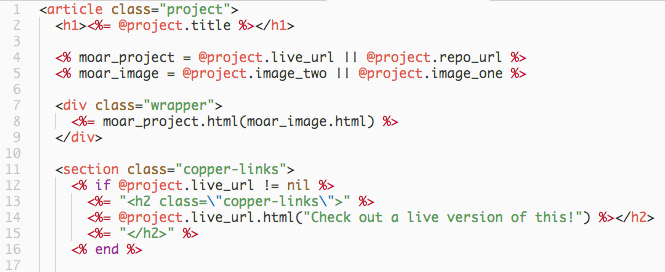 1 <article class="project">
2   <h1><%= @project.title %></h1>
3
4   <% moar_project = @project.live_url || @project.repo_url %>
5   <% moar_image = @project.image_two || @project.image_one %>
6
7   <div class="wrapper">
8     <%= moar_project.html(moar_image.html) %>
9   </div>
10
11   <section class="copper-links">
12     <% if @project.live_url != nil %>
13       <%= "<h2 class=\"copper-links\">" %>
14       <%= @project.live_url.html("Check out a live version of this!") %></h2>
15       <%= "</h2>" %>
16     <% end %>
17